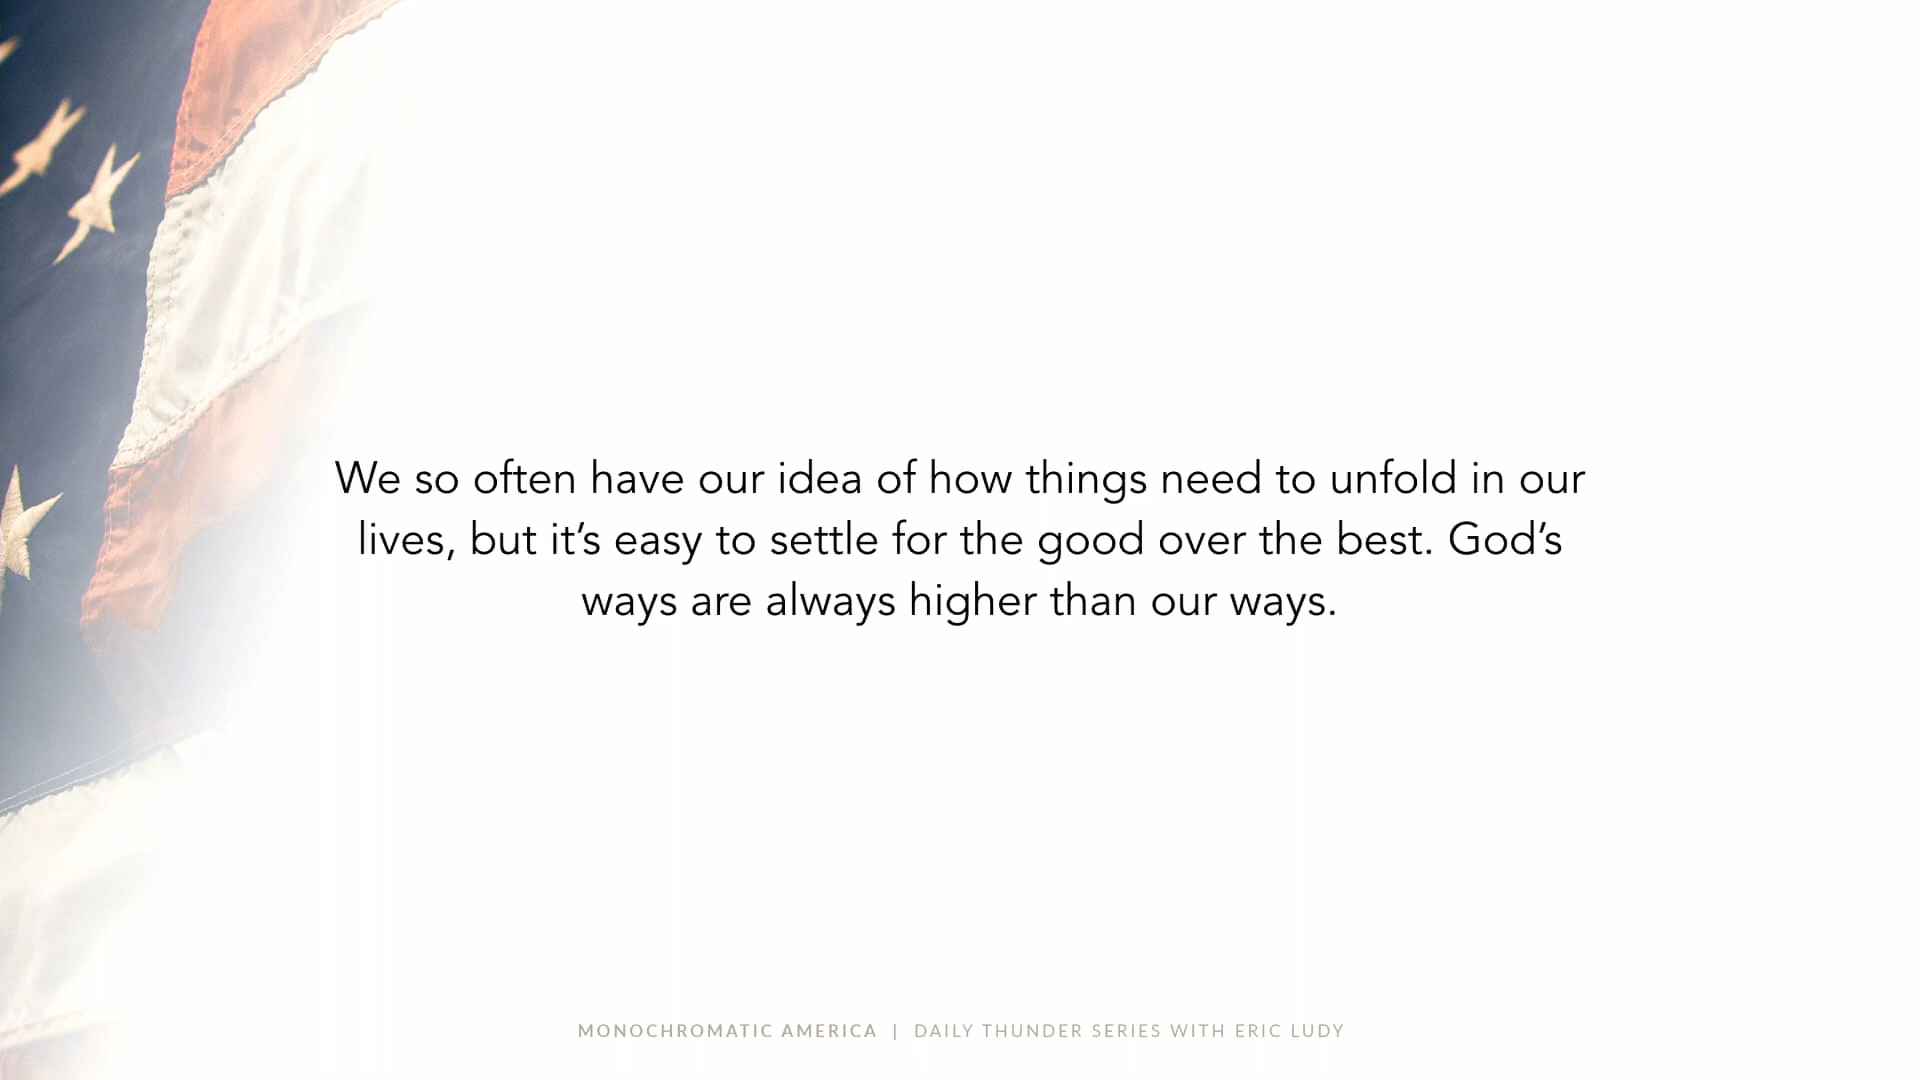 We so often have our idea of how things need to unfold in our
lives, but it’s easy to settle for the good over the best. God’s
ways are always higher than our ways.
MONOCHROMATIC AMERICA | DAILY THUNDER SERIES WITH ERIC LUDY